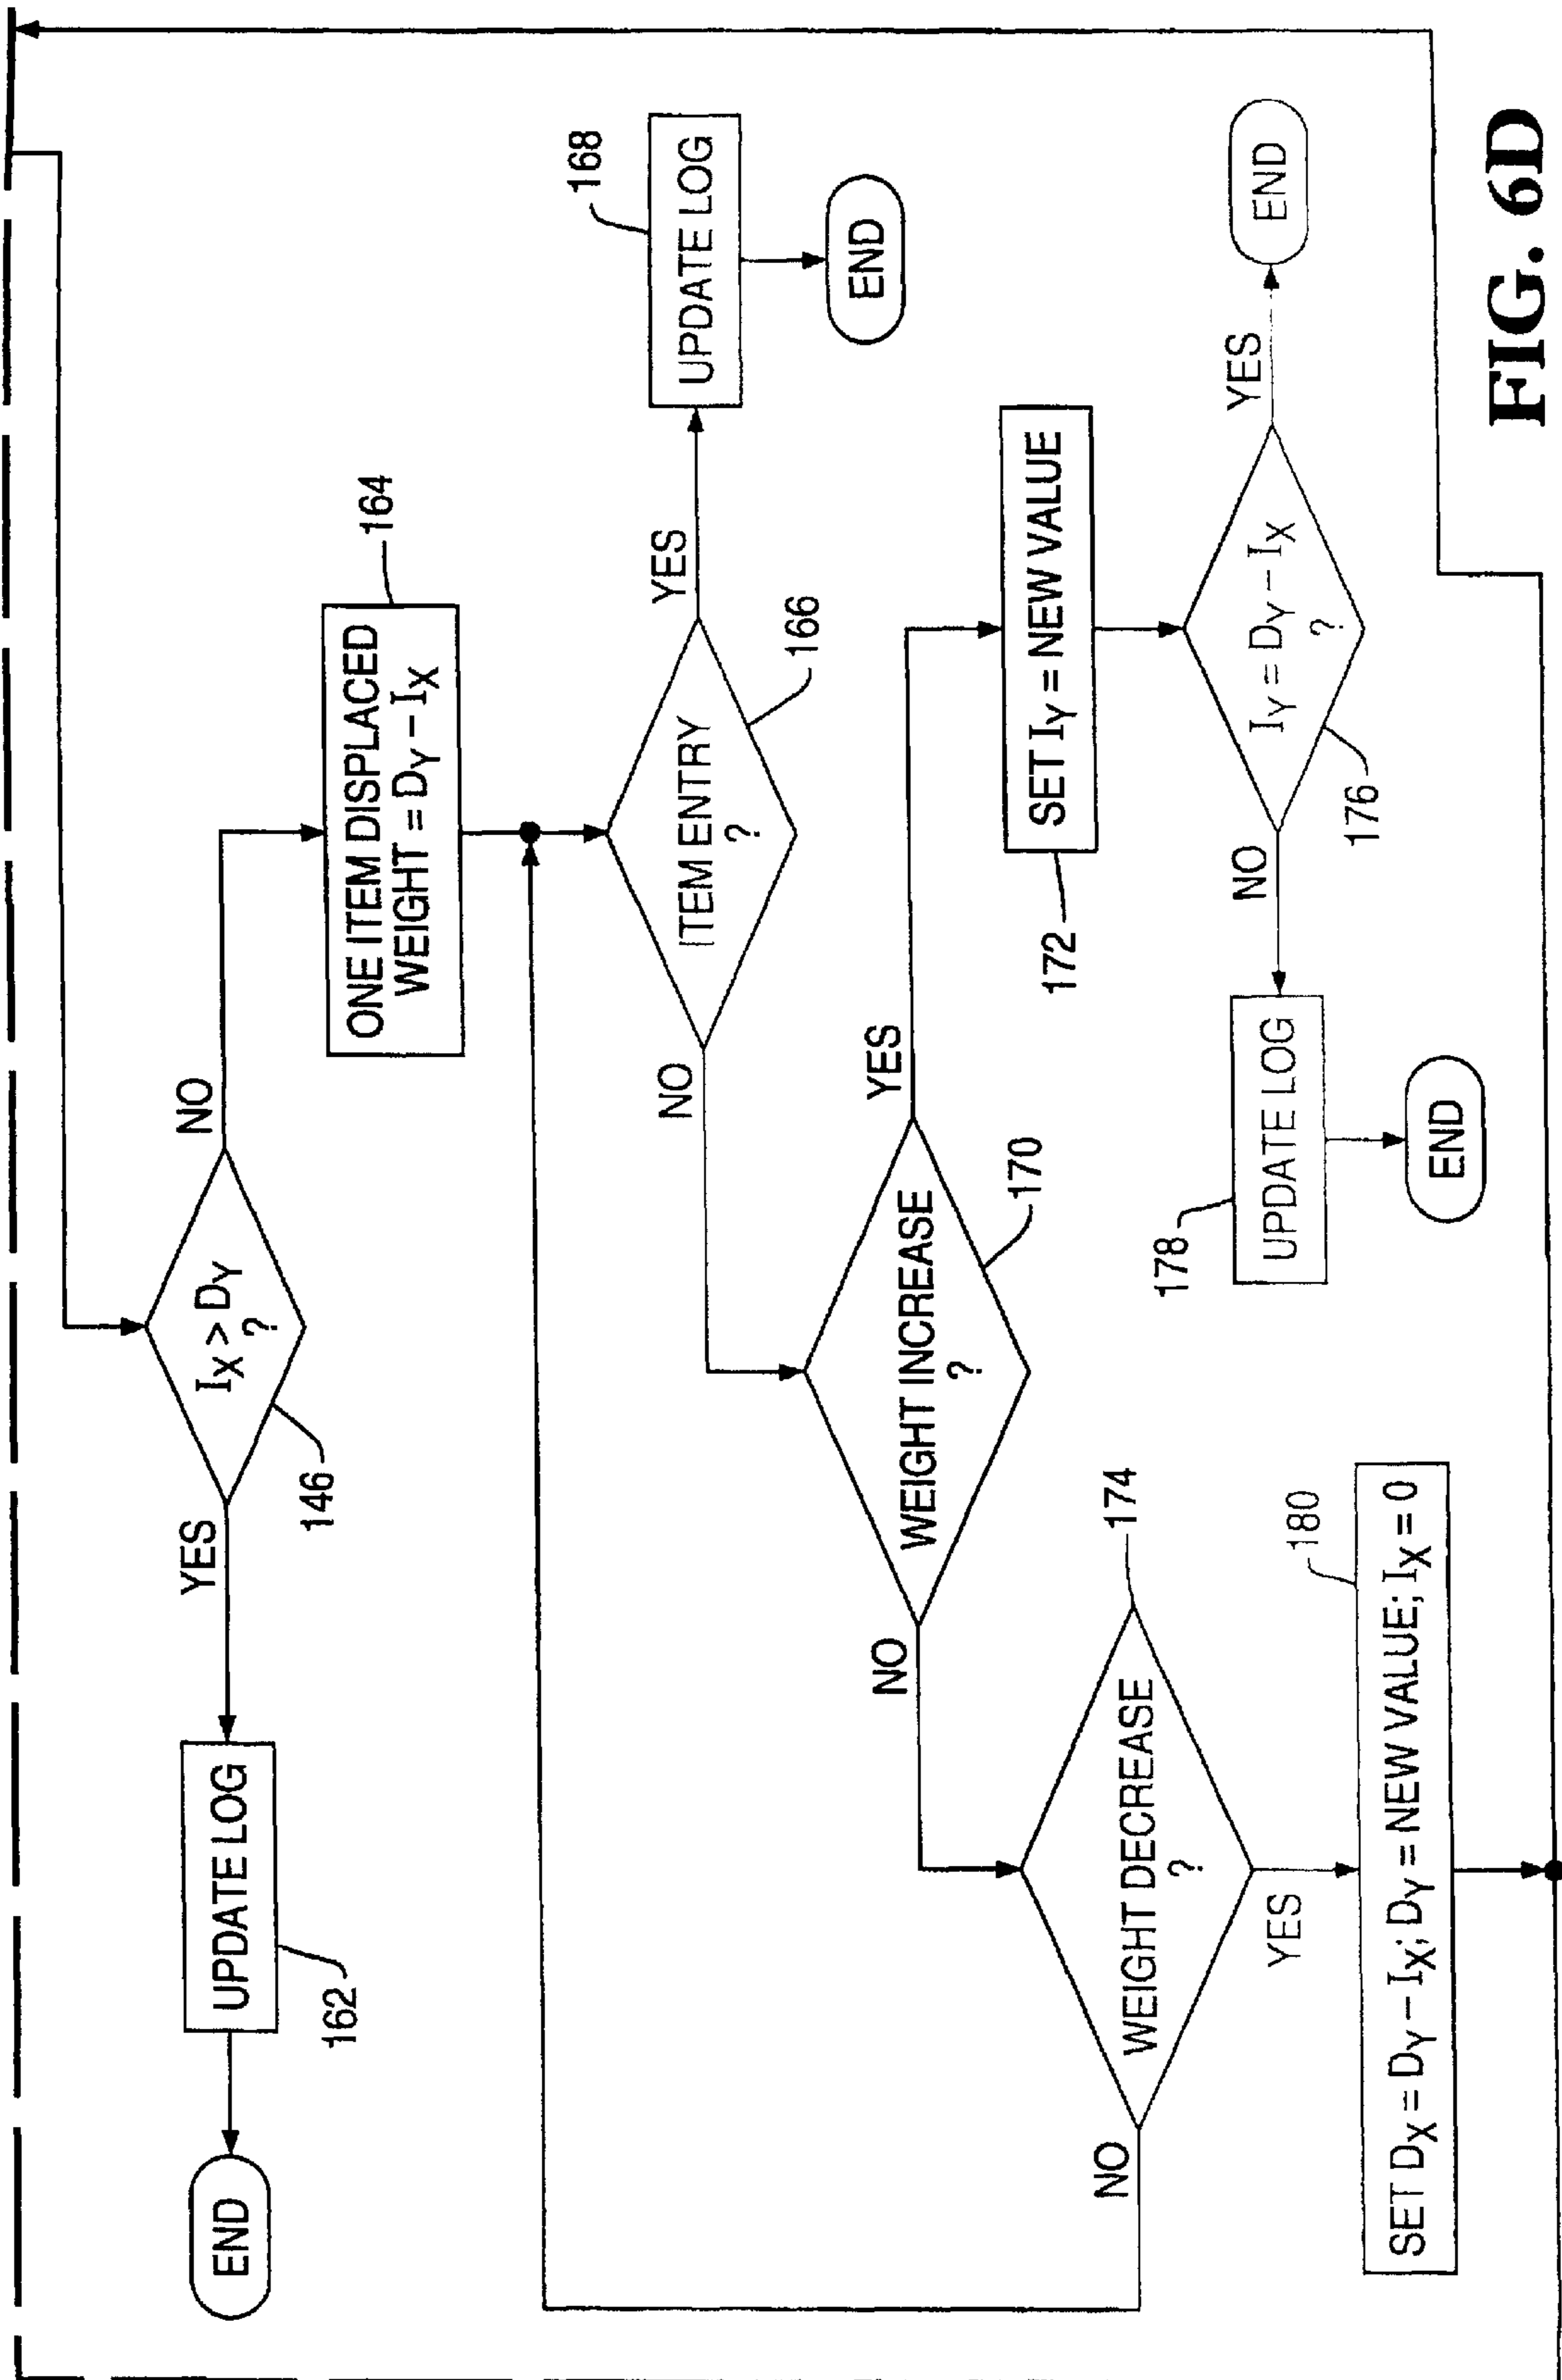 NO
YES
I_X > D_Y
?
146
UPDATE LOG
162
END
ONE ITEM DISPLACED
WEIGHT = D_Y – I_X
164
ITEM ENTRY
?
166
YES
UPDATE LOG
168
END
NO
WEIGHT INCREASE
?
170
YES
SET I_Y = NEW VALUE
172
I_Y = D_Y – I_X
?
176
YES
END
NO
UPDATE LOG
178
END
NO
WEIGHT DECREASE
?
174
NO
YES
SET D_X = D_Y – I_X; D_Y = NEW VALUE; I_X = 0
180
FIG. 6D